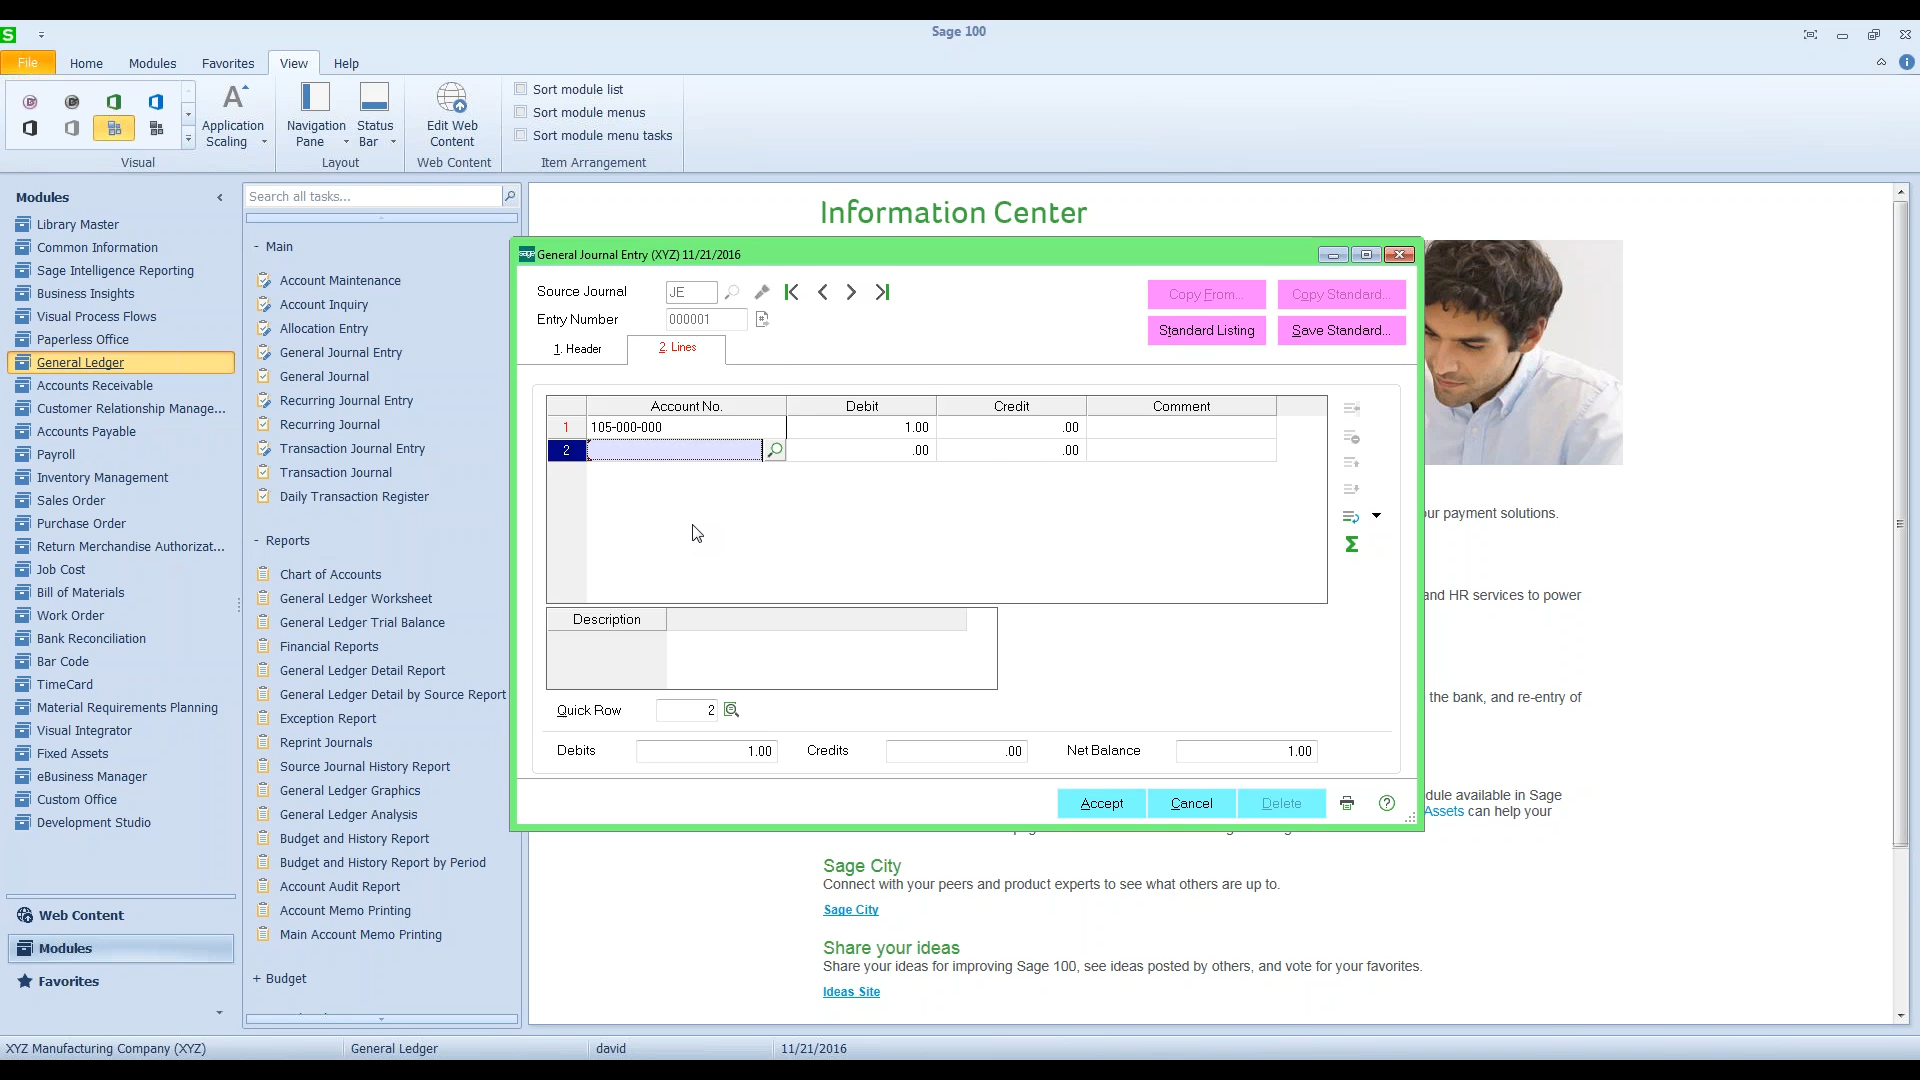 Sage 100
File Home Modules Favorites View Help
Application Scaling
Navigation Pane
Status Bar
Edit Web Content
Sort module list
Sort module menus
Sort module menu tasks
Visual Layout Web Content Item Arrangement
Modules
Library Master
Common Information
Sage Intelligence Reporting
Business Insights
Visual Process Flows
Paperless Office
General Ledger
Accounts Receivable
Customer Relationship Manage...
Accounts Payable
Payroll
Inventory Management
Sales Order
Purchase Order
Return Merchandise Authorizat...
Job Cost
Bill of Materials
Work Order
Bank Reconciliation
Bar Code
TimeCard
Material Requirements Planning
Visual Integrator
Fixed Assets
eBusiness Manager
Custom Office
Development Studio
Web Content
Modules
Favorites
Search all tasks...
- Main
Account Maintenance
Account Inquiry
Allocation Entry
General Journal Entry
General Journal
Recurring Journal Entry
Recurring Journal
Transaction Journal Entry
Transaction Journal
Daily Transaction Register
- Reports
Chart of Accounts
General Ledger Worksheet
General Ledger Trial Balance
Financial Reports
General Ledger Detail Report
General Ledger Detail by Source Report
Exception Report
Reprint Journals
Source Journal History Report
General Ledger Graphics
General Ledger Analysis
Budget and History Report
Budget and History Report by Period
Account Audit Report
Account Memo Printing
Main Account Memo Printing
+ Budget
Information Center
sage General Journal Entry (XYZ) 11/21/2016
Source Journal JE
Entry Number 000001
Copy From...
Copy Standard...
Standard Listing
Save Standard...
1. Header
2. Lines
Account No. Debit Credit Comment
1 105-000-000 1.00 .00
2 .00 .00
Description
Quick Row 2
Debits 1.00 Credits .00 Net Balance 1.00
Accept Cancel Delete
ur payment solutions.
and HR services to power
the bank, and re-entry of
dule available in Sage
Assets can help your
Sage City
Connect with your peers and product experts to see what others are up to.
Sage City
Share your ideas
Share your ideas for improving Sage 100, see ideas posted by others, and vote for your favorites.
Ideas Site
XYZ Manufacturing Company (XYZ) General Ledger david 11/21/2016